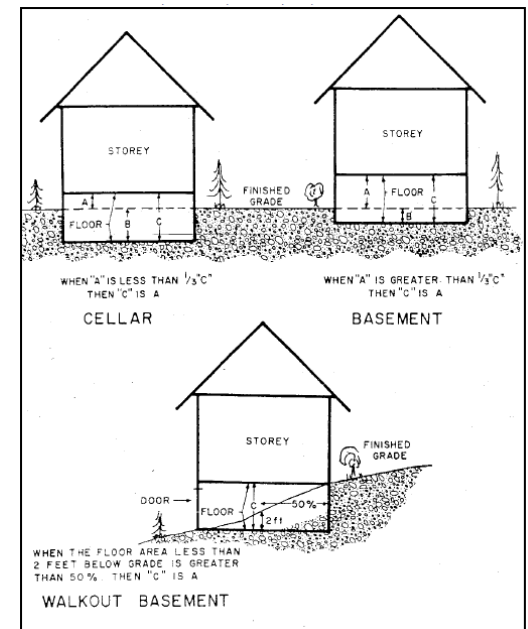 STOREY
A
FLOOR
B
C
WHEN "A" IS LESS THAN 1/3 "C"
THEN "C" IS A
CELLAR
FINISHED
GRADE
STOREY
A
FLOOR
B
C
WHEN "A" IS GREATER THAN 1/3 "C"
THEN "C" IS A
BASEMENT
STOREY
FINISHED
GRADE
DOOR
FLOOR
C
50%
2 ft
WHEN THE FLOOR AREA LESS THAN
2 FEET BELOW GRADE IS GREATER
THAN 50% THEN "C" IS A
WALKOUT BASEMENT